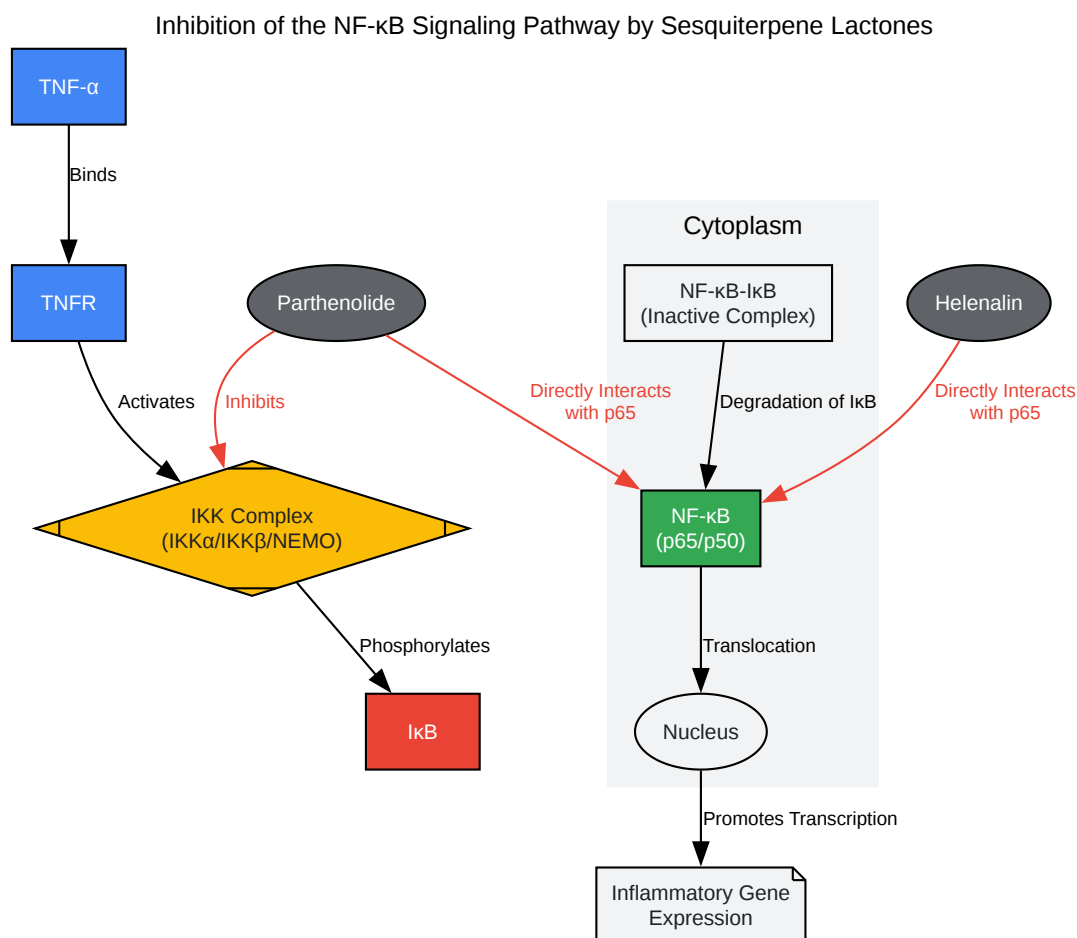 Inhibition of the NF-κB Signaling Pathway by Sesquiterpene Lactones
TNF-α
Binds
TNFR
Parthenolide
Cytoplasm
NF-κB-IκB
(Inactive Complex)
Helenalin
Activates
Inhibits
Directly Interacts
with p65
Degradation of IκB
Directly Interacts
with p65
IKK Complex
(IKKα/IKKβ/NEMO)
NF-κB
(p65/p50)
Phosphorylates
Translocation
IκB
Nucleus
Promotes Transcription
Inflammatory Gene
Expression